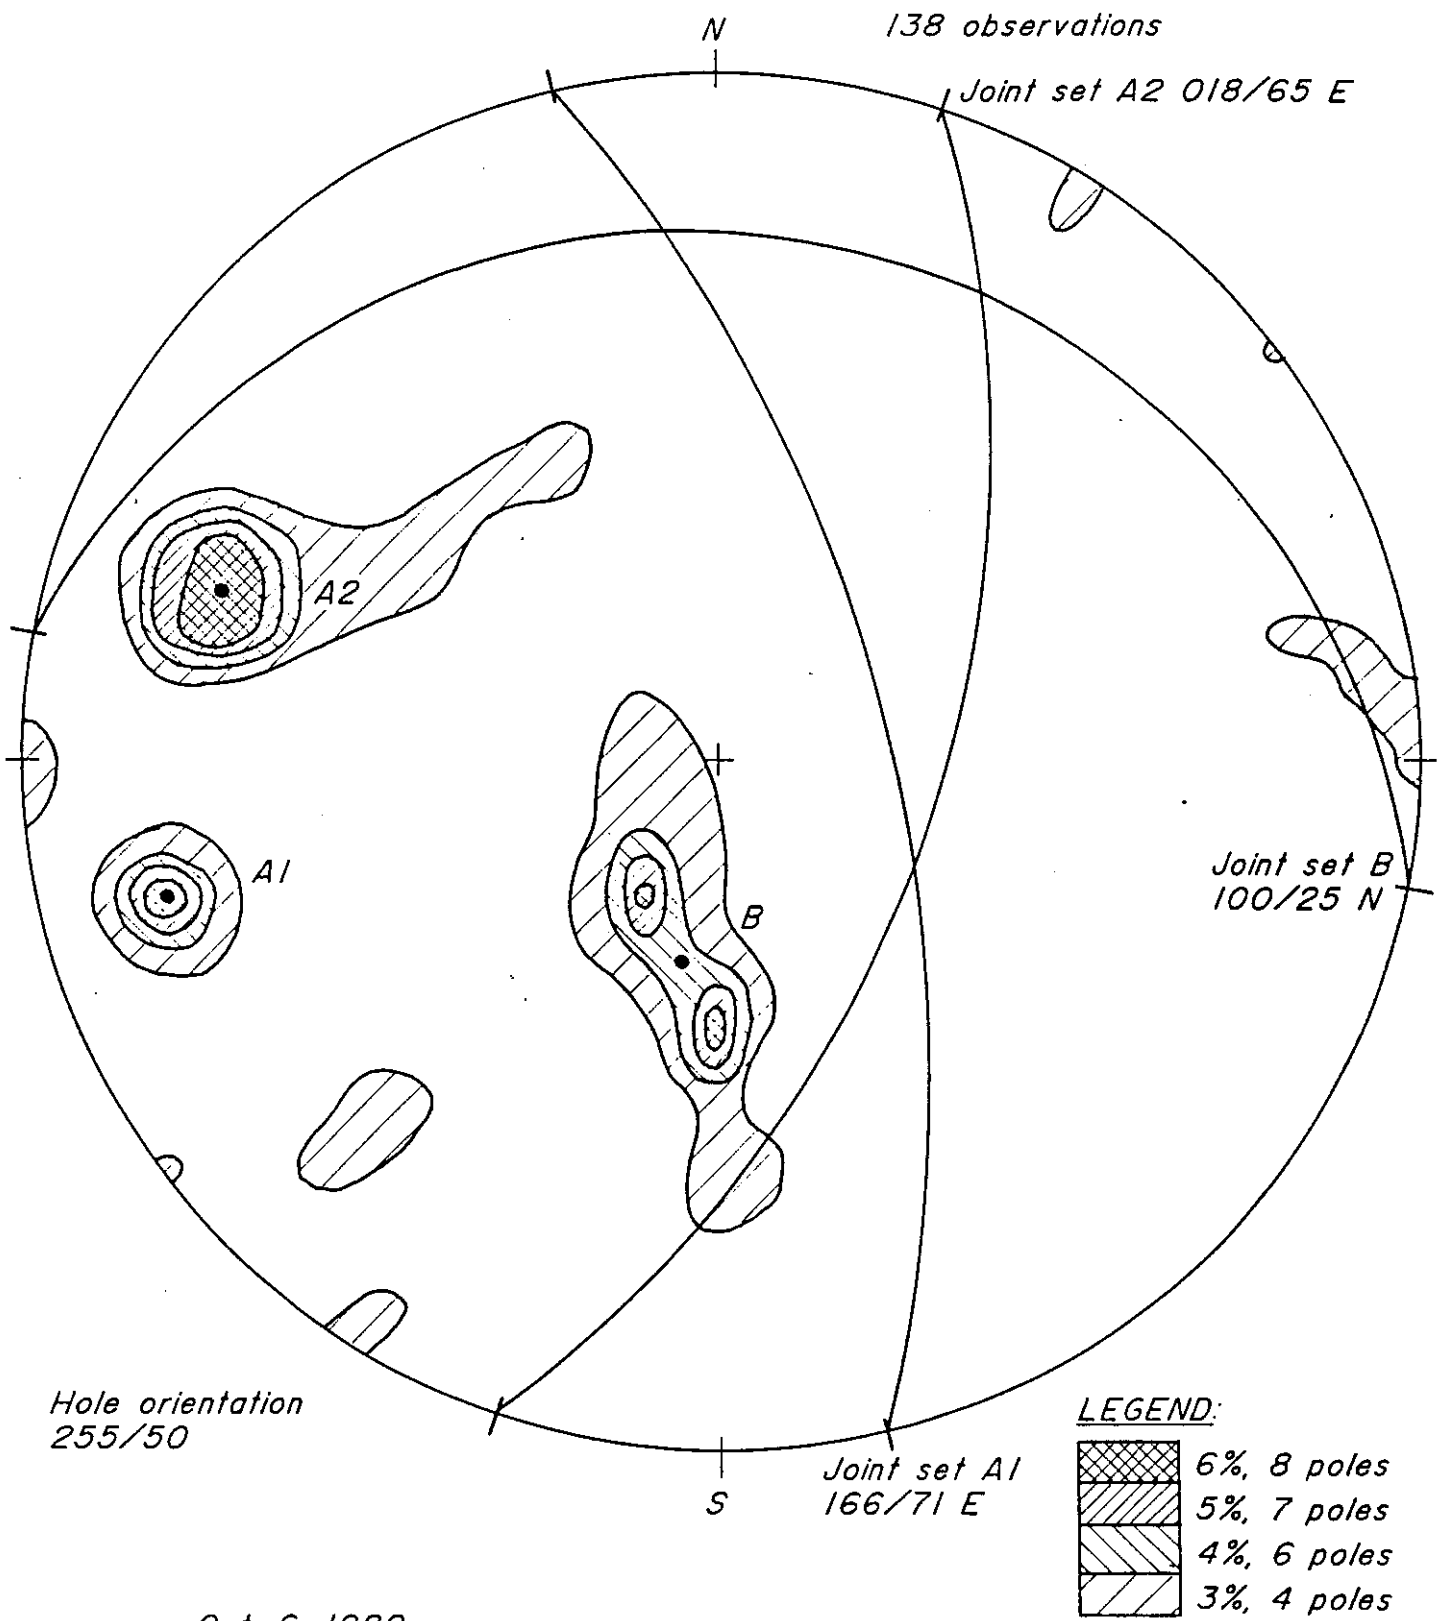 N
138 observations
Joint set A2 018/65 E
A2
A1
B
Joint set B
100/25 N
Hole orientation
255/50
S
Joint set A1
166/71 E
LEGEND:
6%, 8 poles
5%, 7 poles
4%, 6 poles
3%, 4 poles